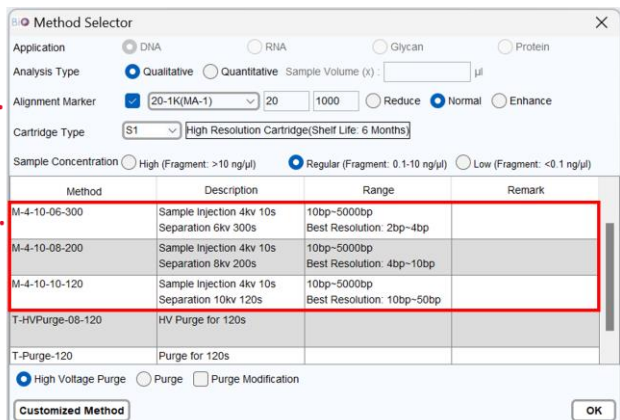 BiO Method Selector
Application DNA RNA Glycan Protein
Analysis Type Qualitative Quantitative Sample Volume (x) : µl
Alignment Marker 20-1K(MA-1) 20 1000 Reduce Normal Enhance
Cartridge Type S1 High Resolution Cartridge(Shelf Life: 6 Months)
Sample Concentration High (Fragment: >10 ng/µl) Regular (Fragment: 0.1-10 ng/µl) Low (Fragment: <0.1 ng/µl)
Method Description Range Remark
M-4-10-06-300 Sample Injection 4kv 10s 10bp~5000bp
Separation 6kv 300s Best Resolution: 2bp~4bp
M-4-10-08-200 Sample Injection 4kv 10s 10bp~5000bp
Separation 8kv 200s Best Resolution: 4bp~10bp
M-4-10-10-120 Sample Injection 4kv 10s 10bp~5000bp
Separation 10kv 120s Best Resolution: 10bp~50bp
T-HVPurge-08-120 HV Purge for 120s
T-Purge-120 Purge for 120s
High Voltage Purge Purge Purge Modification
Customized Method OK